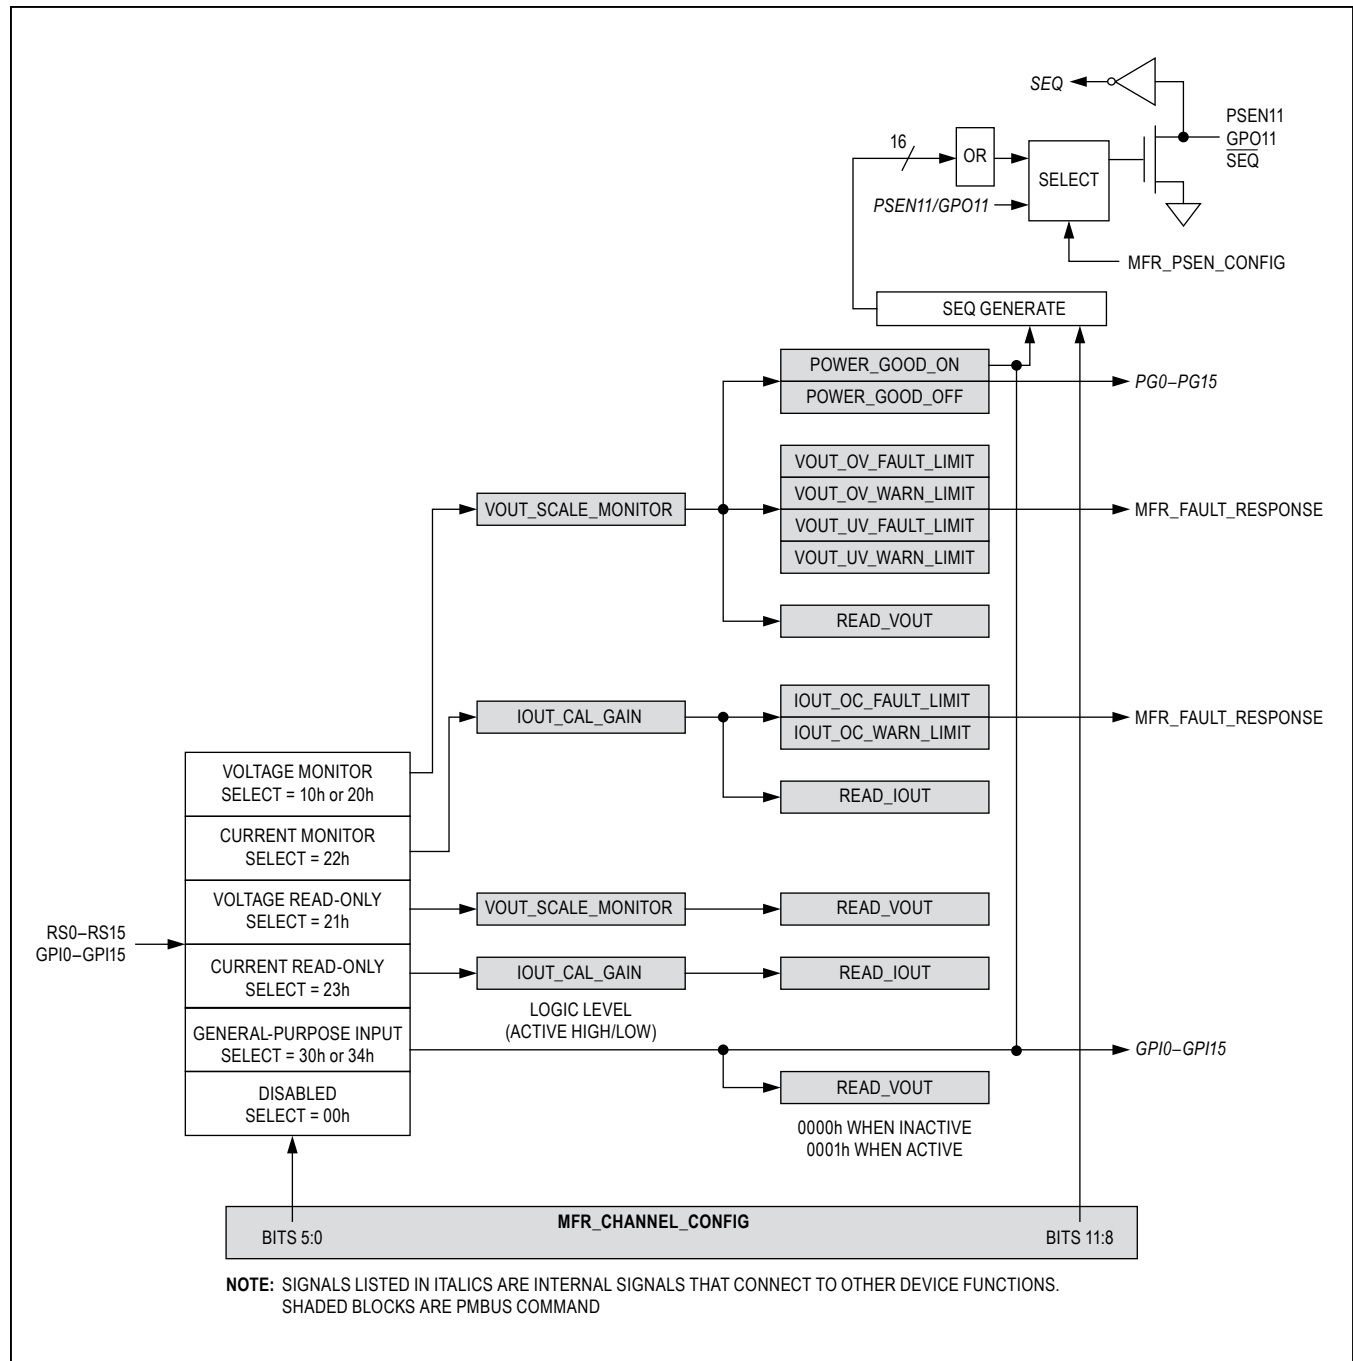 SEQ
PSEN11
GPO11
SEQ
16
OR
SELECT
PSEN11/GPO11
MFR_PSEN_CONFIG
SEQ GENERATE
POWER_GOOD_ON
POWER_GOOD_OFF
PG0–PG15
VOUT_OV_FAULT_LIMIT
VOUT_OV_WARN_LIMIT
VOUT_UV_FAULT_LIMIT
VOUT_UV_WARN_LIMIT
VOUT_SCALE_MONITOR
MFR_FAULT_RESPONSE
READ_VOUT
IOUT_CAL_GAIN
IOUT_OC_FAULT_LIMIT
IOUT_OC_WARN_LIMIT
MFR_FAULT_RESPONSE
READ_IOUT
VOLTAGE MONITOR
SELECT = 10h or 20h
CURRENT MONITOR
SELECT = 22h
VOLTAGE READ-ONLY
SELECT = 21h
VOUT_SCALE_MONITOR
READ_VOUT
RS0–RS15
GPI0–GPI15
CURRENT READ-ONLY
SELECT = 23h
IOUT_CAL_GAIN
READ_IOUT
LOGIC LEVEL
(ACTIVE HIGH/LOW)
GENERAL-PURPOSE INPUT
SELECT = 30h or 34h
GPI0–GPI15
DISABLED
SELECT = 00h
READ_VOUT
0000h WHEN INACTIVE
0001h WHEN ACTIVE
MFR_CHANNEL_CONFIG
BITS 5:0
BITS 11:8
NOTE: SIGNALS LISTED IN ITALICS ARE INTERNAL SIGNALS THAT CONNECT TO OTHER DEVICE FUNCTIONS.
SHADED BLOCKS ARE PMBUS COMMAND